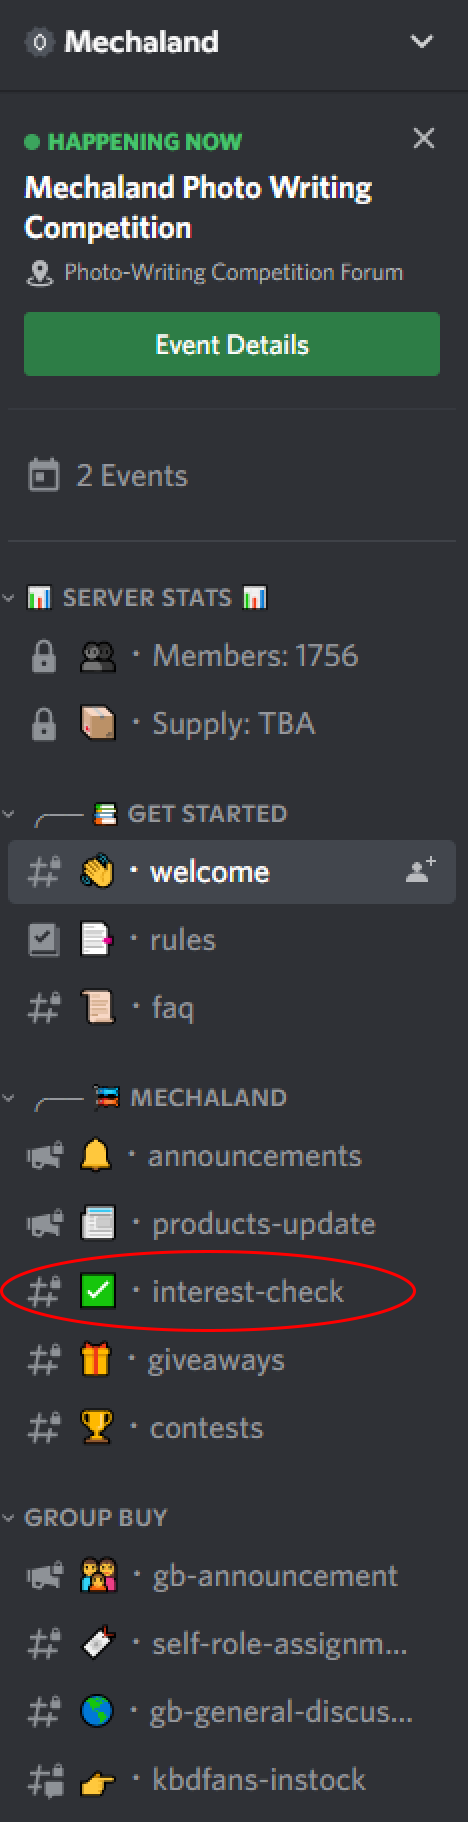 Mechaland
HAPPENING NOW
Mechaland Photo Writing
Competition
Photo-Writing Competition Forum
Event Details
2 Events
SERVER STATS
Members: 1756
Supply: TBA
GET STARTED
welcome
rules
faq
MECHALAND
announcements
products-update
interest-check
giveaways
contests
GROUP BUY
gb-announcement
self-role-assignm...
gb-general-discus...
kbdfans-instock